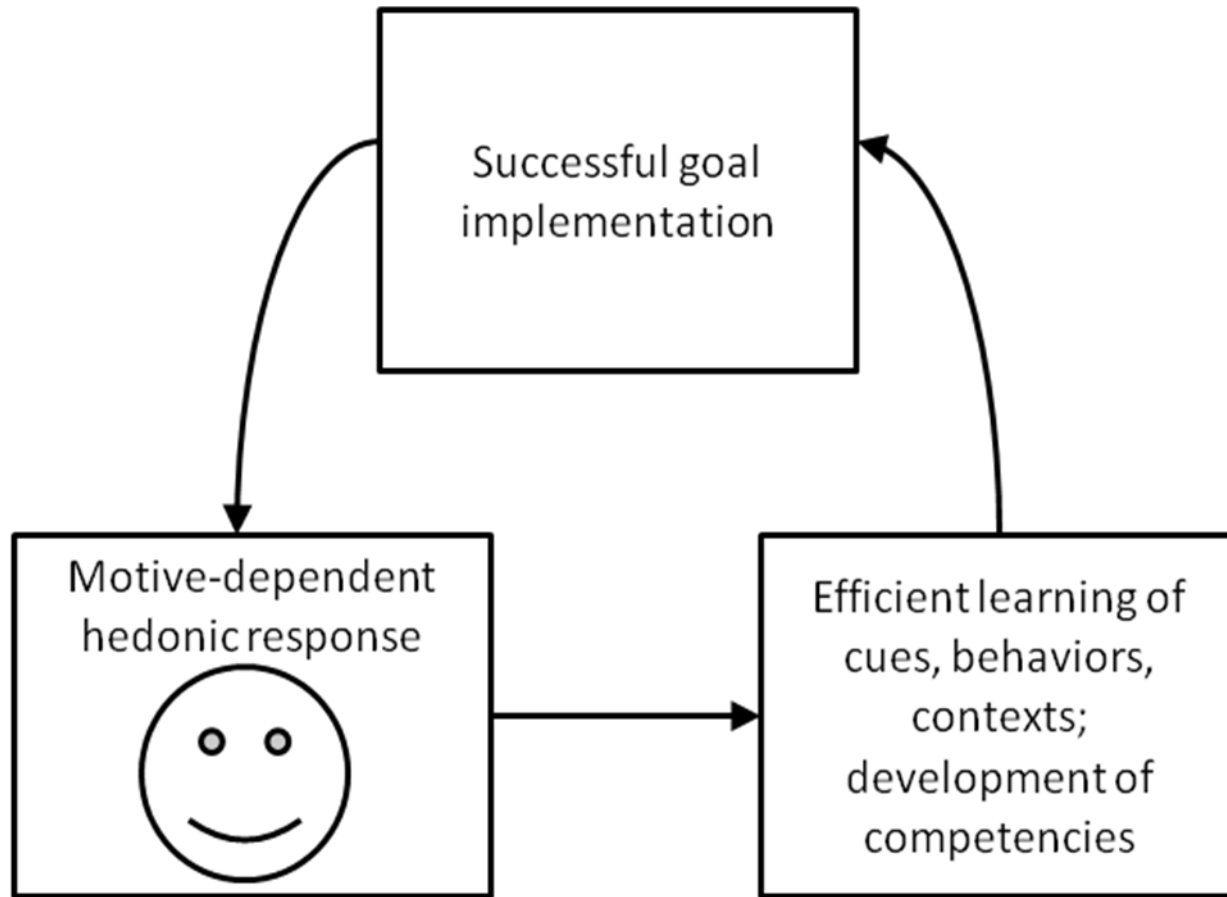 Successful goal
implementation
Motive-dependent
hedonic response
Efficient learning of
cues, behaviors,
contexts;
development of
competencies